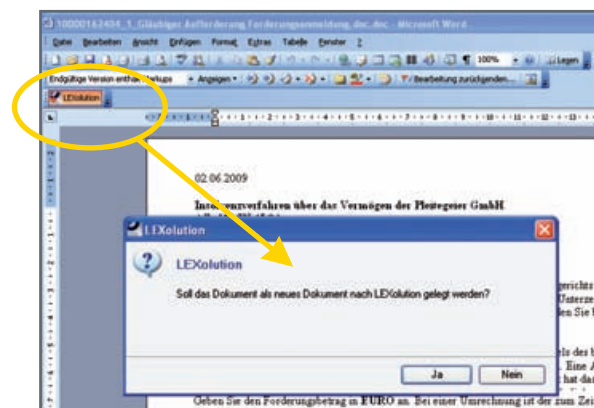 10000162404_1_Gläubiger Aufforderung Forderungsanmeldung.doc.doc - Microsoft Word
Datei Bearbeiten Ansicht Einfügen Format Extras Tabelle Fenster ?
100% Lesen
Endgültige Version enthält Markups Anzeigen Bearbeitung zurücksenden...
LEXolution
02.06.2009
Insolvenzverfahren über das Vermögen der Pleitegeier GmbH
LEXolution
LEXolution
Soll das Dokument als neues Dokument nach LEXolution gelegt werden?
Ja Nein
Geben Sie den Forderungsbetrag in EURO an. Bei einer Umrechnung ist der zum Zei